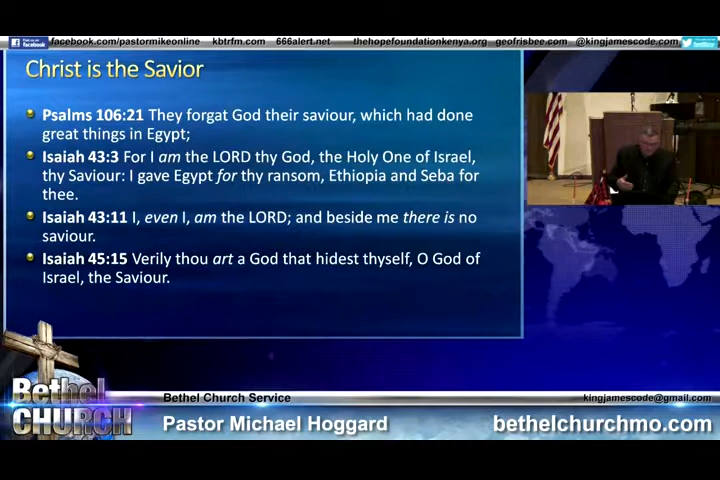 Find us on facebook facebook.com/pastormikeonline kbtrfm.com 666alert.net thehopefoundationkenya.org geofrisbee.com @kingjamescode.com twitter
Christ is the Savior
Psalms 106:21 They forgat God their saviour, which had done
great things in Egypt;
Isaiah 43:3 For I am the LORD thy God, the Holy One of Israel,
thy Saviour: I gave Egypt for thy ransom, Ethiopia and Seba for
thee.
Isaiah 43:11 I, even I, am the LORD; and beside me there is no
saviour.
Isaiah 45:15 Verily thou art a God that hidest thyself, O God of
Israel, the Saviour.
Bethel
CHURCH
Bethel Church Service kingjamescode@gmail.com
Pastor Michael Hoggard bethelchurchmo.com